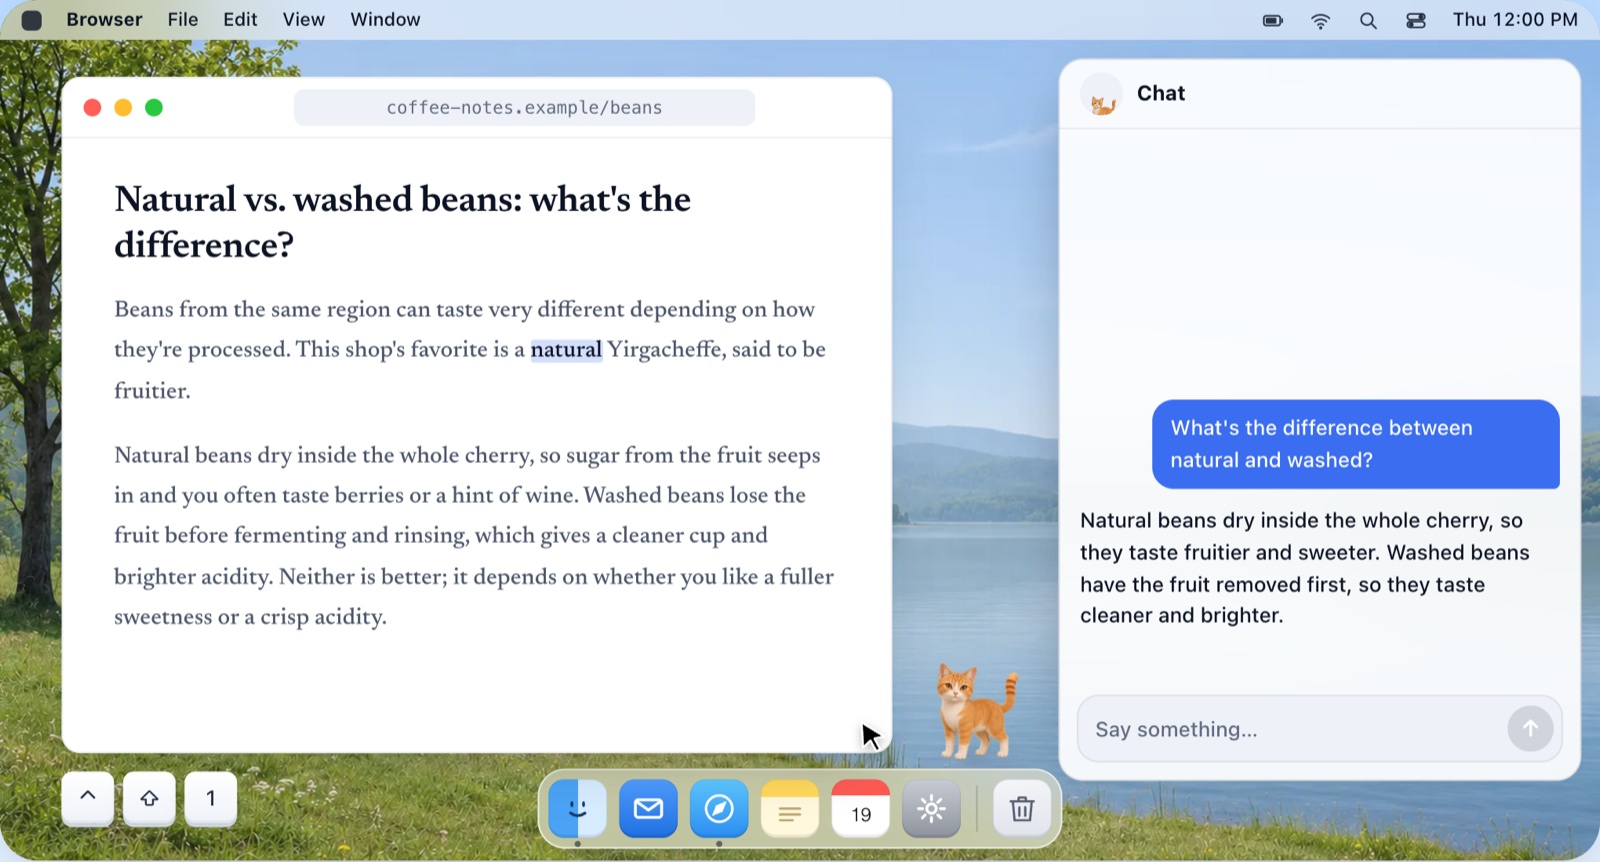 Browser File Edit View Window Thu 12:00 PM
coffee-notes.example/beans
Natural vs. washed beans: what's the
difference?
Beans from the same region can taste very different depending on how
they're processed. This shop's favorite is a natural Yirgacheffe, said to be
fruitier.
Natural beans dry inside the whole cherry, so sugar from the fruit seeps
in and you often taste berries or a hint of wine. Washed beans lose the
fruit before fermenting and rinsing, which gives a cleaner cup and
brighter acidity. Neither is better; it depends on whether you like a fuller
sweetness or a crisp acidity.
Chat
What's the difference between
natural and washed?
Natural beans dry inside the whole cherry, so
they taste fruitier and sweeter. Washed beans
have the fruit removed first, so they taste
cleaner and brighter.
Say something...
1
19